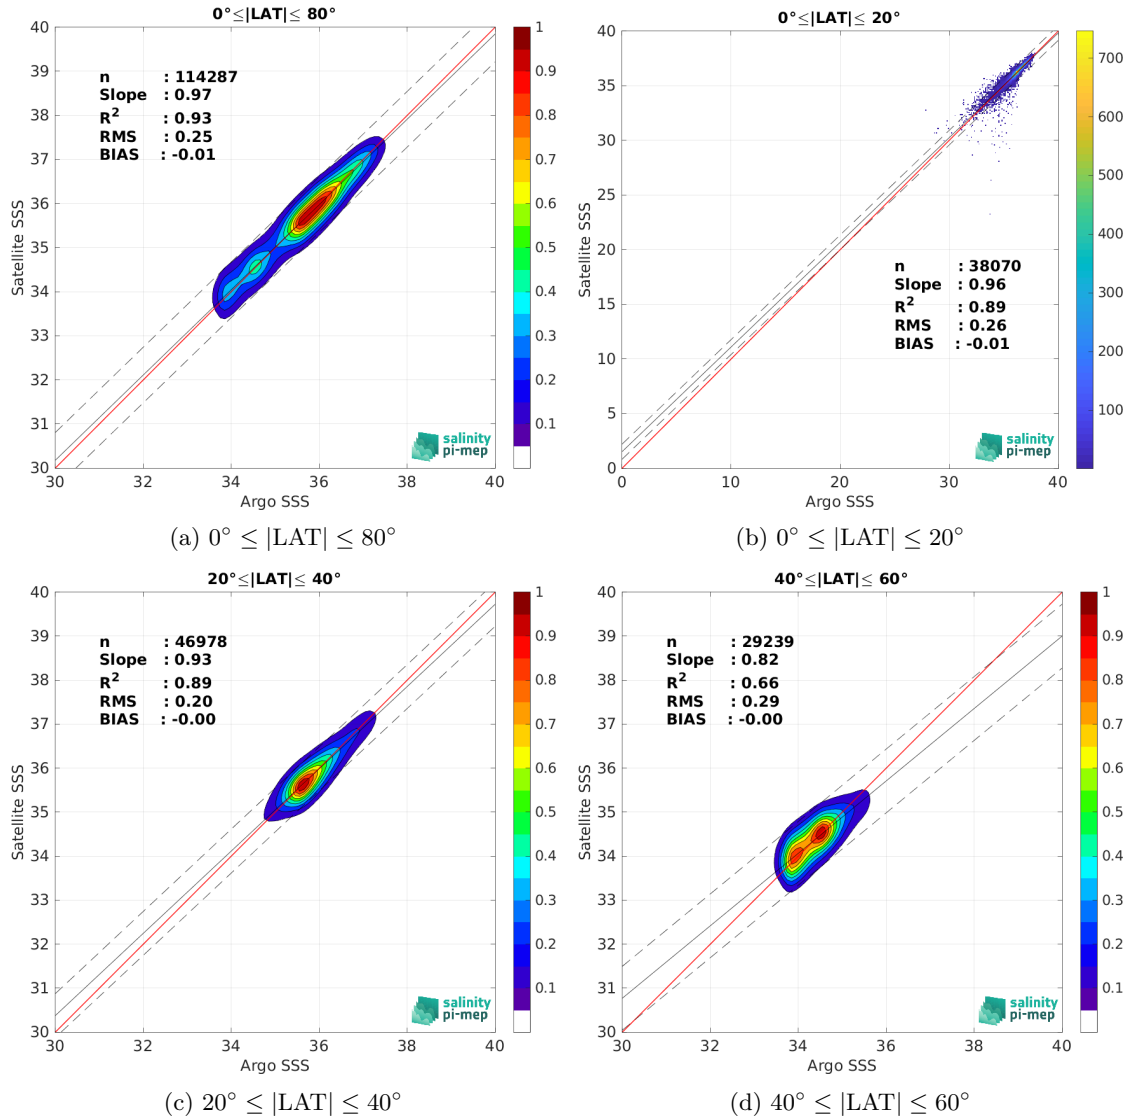 0°≤|LAT|≤ 80°
n : 114287
Slope : 0.97
R2 : 0.93
RMS : 0.25
BIAS : -0.01
40
39
38
37
36
35
34
33
32
31
30
Satellite SSS
30 32 34 36 38 40
Argo SSS
1
0.9
0.8
0.7
0.6
0.5
0.4
0.3
0.2
0.1
salinity
pi-mep
(a) 0° ≤ |LAT| ≤ 80°
0°≤|LAT|≤ 20°
n : 38070
Slope : 0.96
R2 : 0.89
RMS : 0.26
BIAS : -0.01
40
35
30
25
20
15
10
5
0
Satellite SSS
0 10 20 30 40
Argo SSS
700
600
500
400
300
200
100
salinity
pi-mep
(b) 0° ≤ |LAT| ≤ 20°
20°≤|LAT|≤ 40°
n : 46978
Slope : 0.93
R2 : 0.89
RMS : 0.20
BIAS : -0.00
40
39
38
37
36
35
34
33
32
31
30
Satellite SSS
30 32 34 36 38 40
Argo SSS
1
0.9
0.8
0.7
0.6
0.5
0.4
0.3
0.2
0.1
salinity
pi-mep
(c) 20° ≤ |LAT| ≤ 40°
40°≤|LAT|≤ 60°
n : 29239
Slope : 0.82
R2 : 0.66
RMS : 0.29
BIAS : -0.00
40
39
38
37
36
35
34
33
32
31
30
Satellite SSS
30 32 34 36 38 40
Argo SSS
1
0.9
0.8
0.7
0.6
0.5
0.4
0.3
0.2
0.1
salinity
pi-mep
(d) 40° ≤ |LAT| ≤ 60°